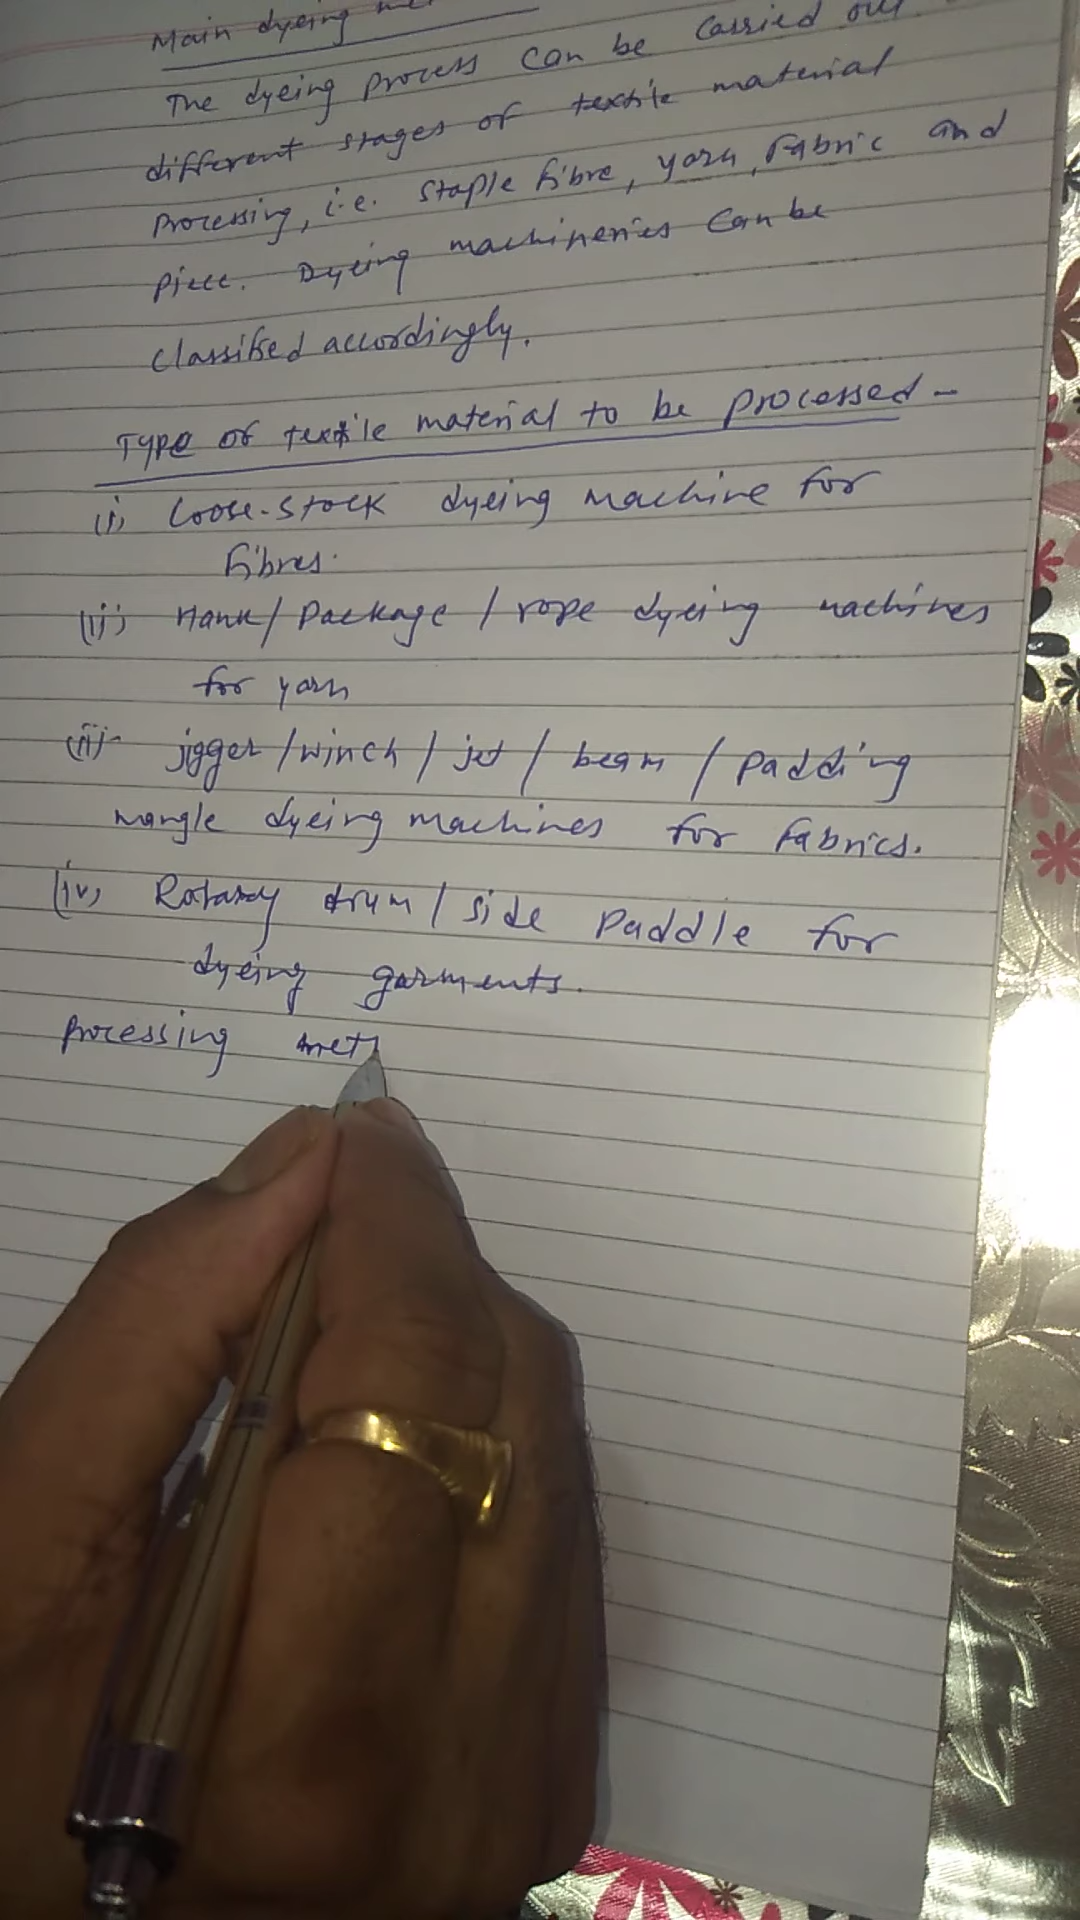 Main dyeing
The dyeing process can be carried out
different stages of textile material
processing, i.e. staple fibre, yarn, fabric and
piece. Dyeing machineries can be
classified accordingly.
Type of textile material to be processed -
(i) Loose-stock dyeing machine for
fibres.
(ii) Hank/Package/rope dyeing machines
for yarn
(iii) jigger/winch/jet/beam/padding
mangle dyeing machines for fabrics.
(iv) Rotary drum/side paddle for
dyeing garments.
Processing meth